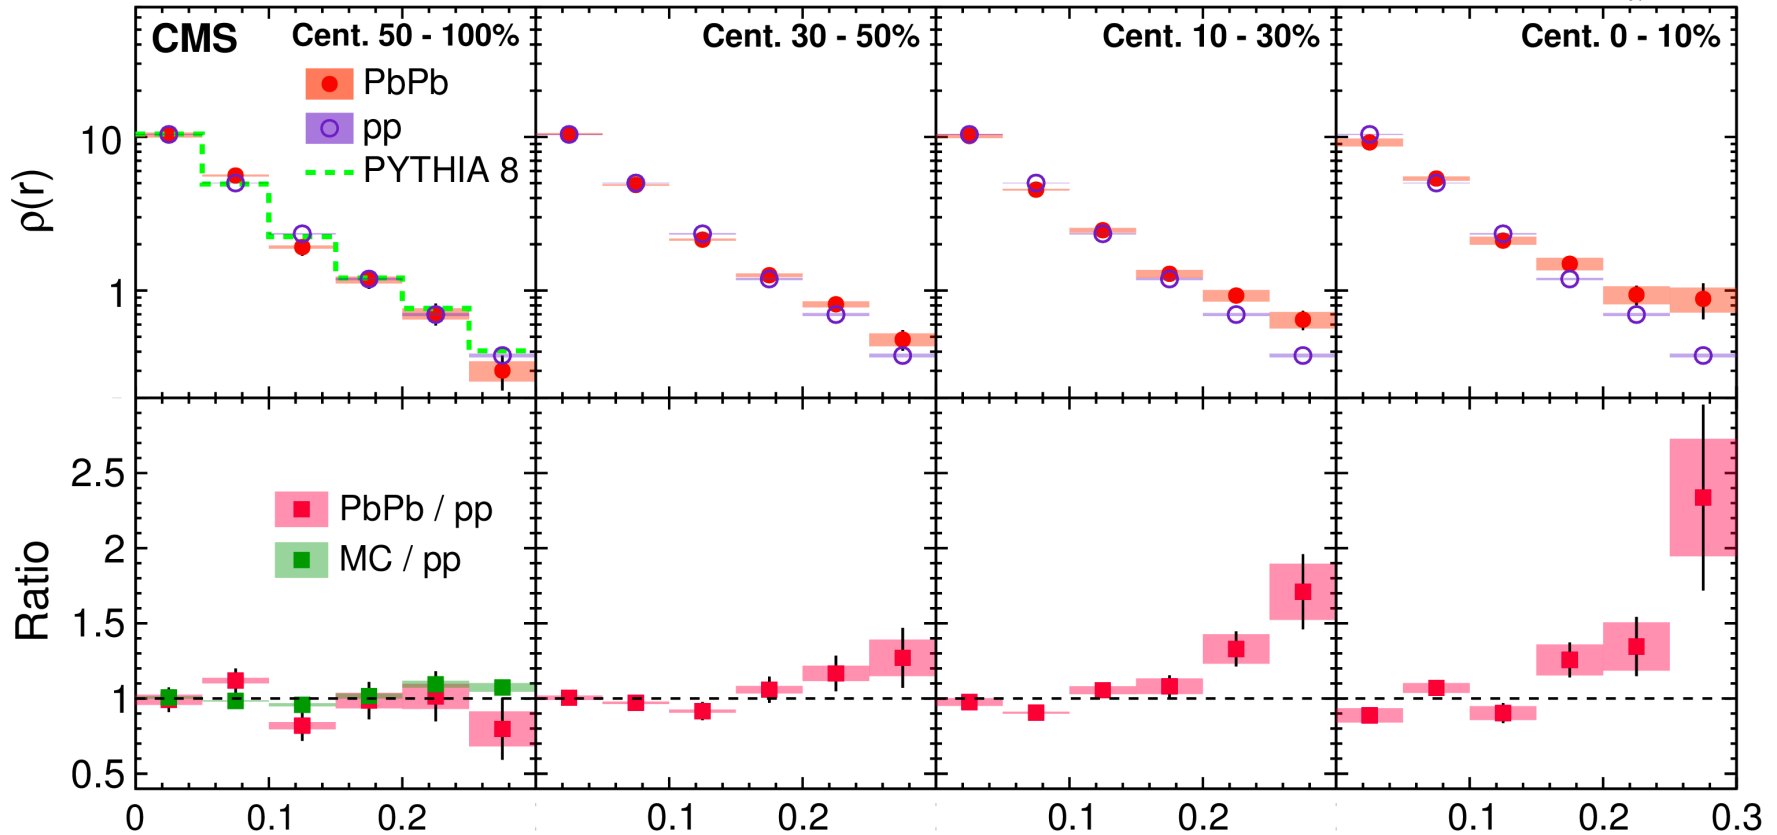 CMS Cent. 50 - 100% Cent. 30 - 50% Cent. 10 - 30% Cent. 0 - 10%
PbPb
pp
PYTHIA 8
ρ(r)
10
1
PbPb / pp
MC / pp
Ratio
2.5
2
1.5
1
0.5
0 0.1 0.2 0.1 0.2 0.1 0.2 0.1 0.2 0.3